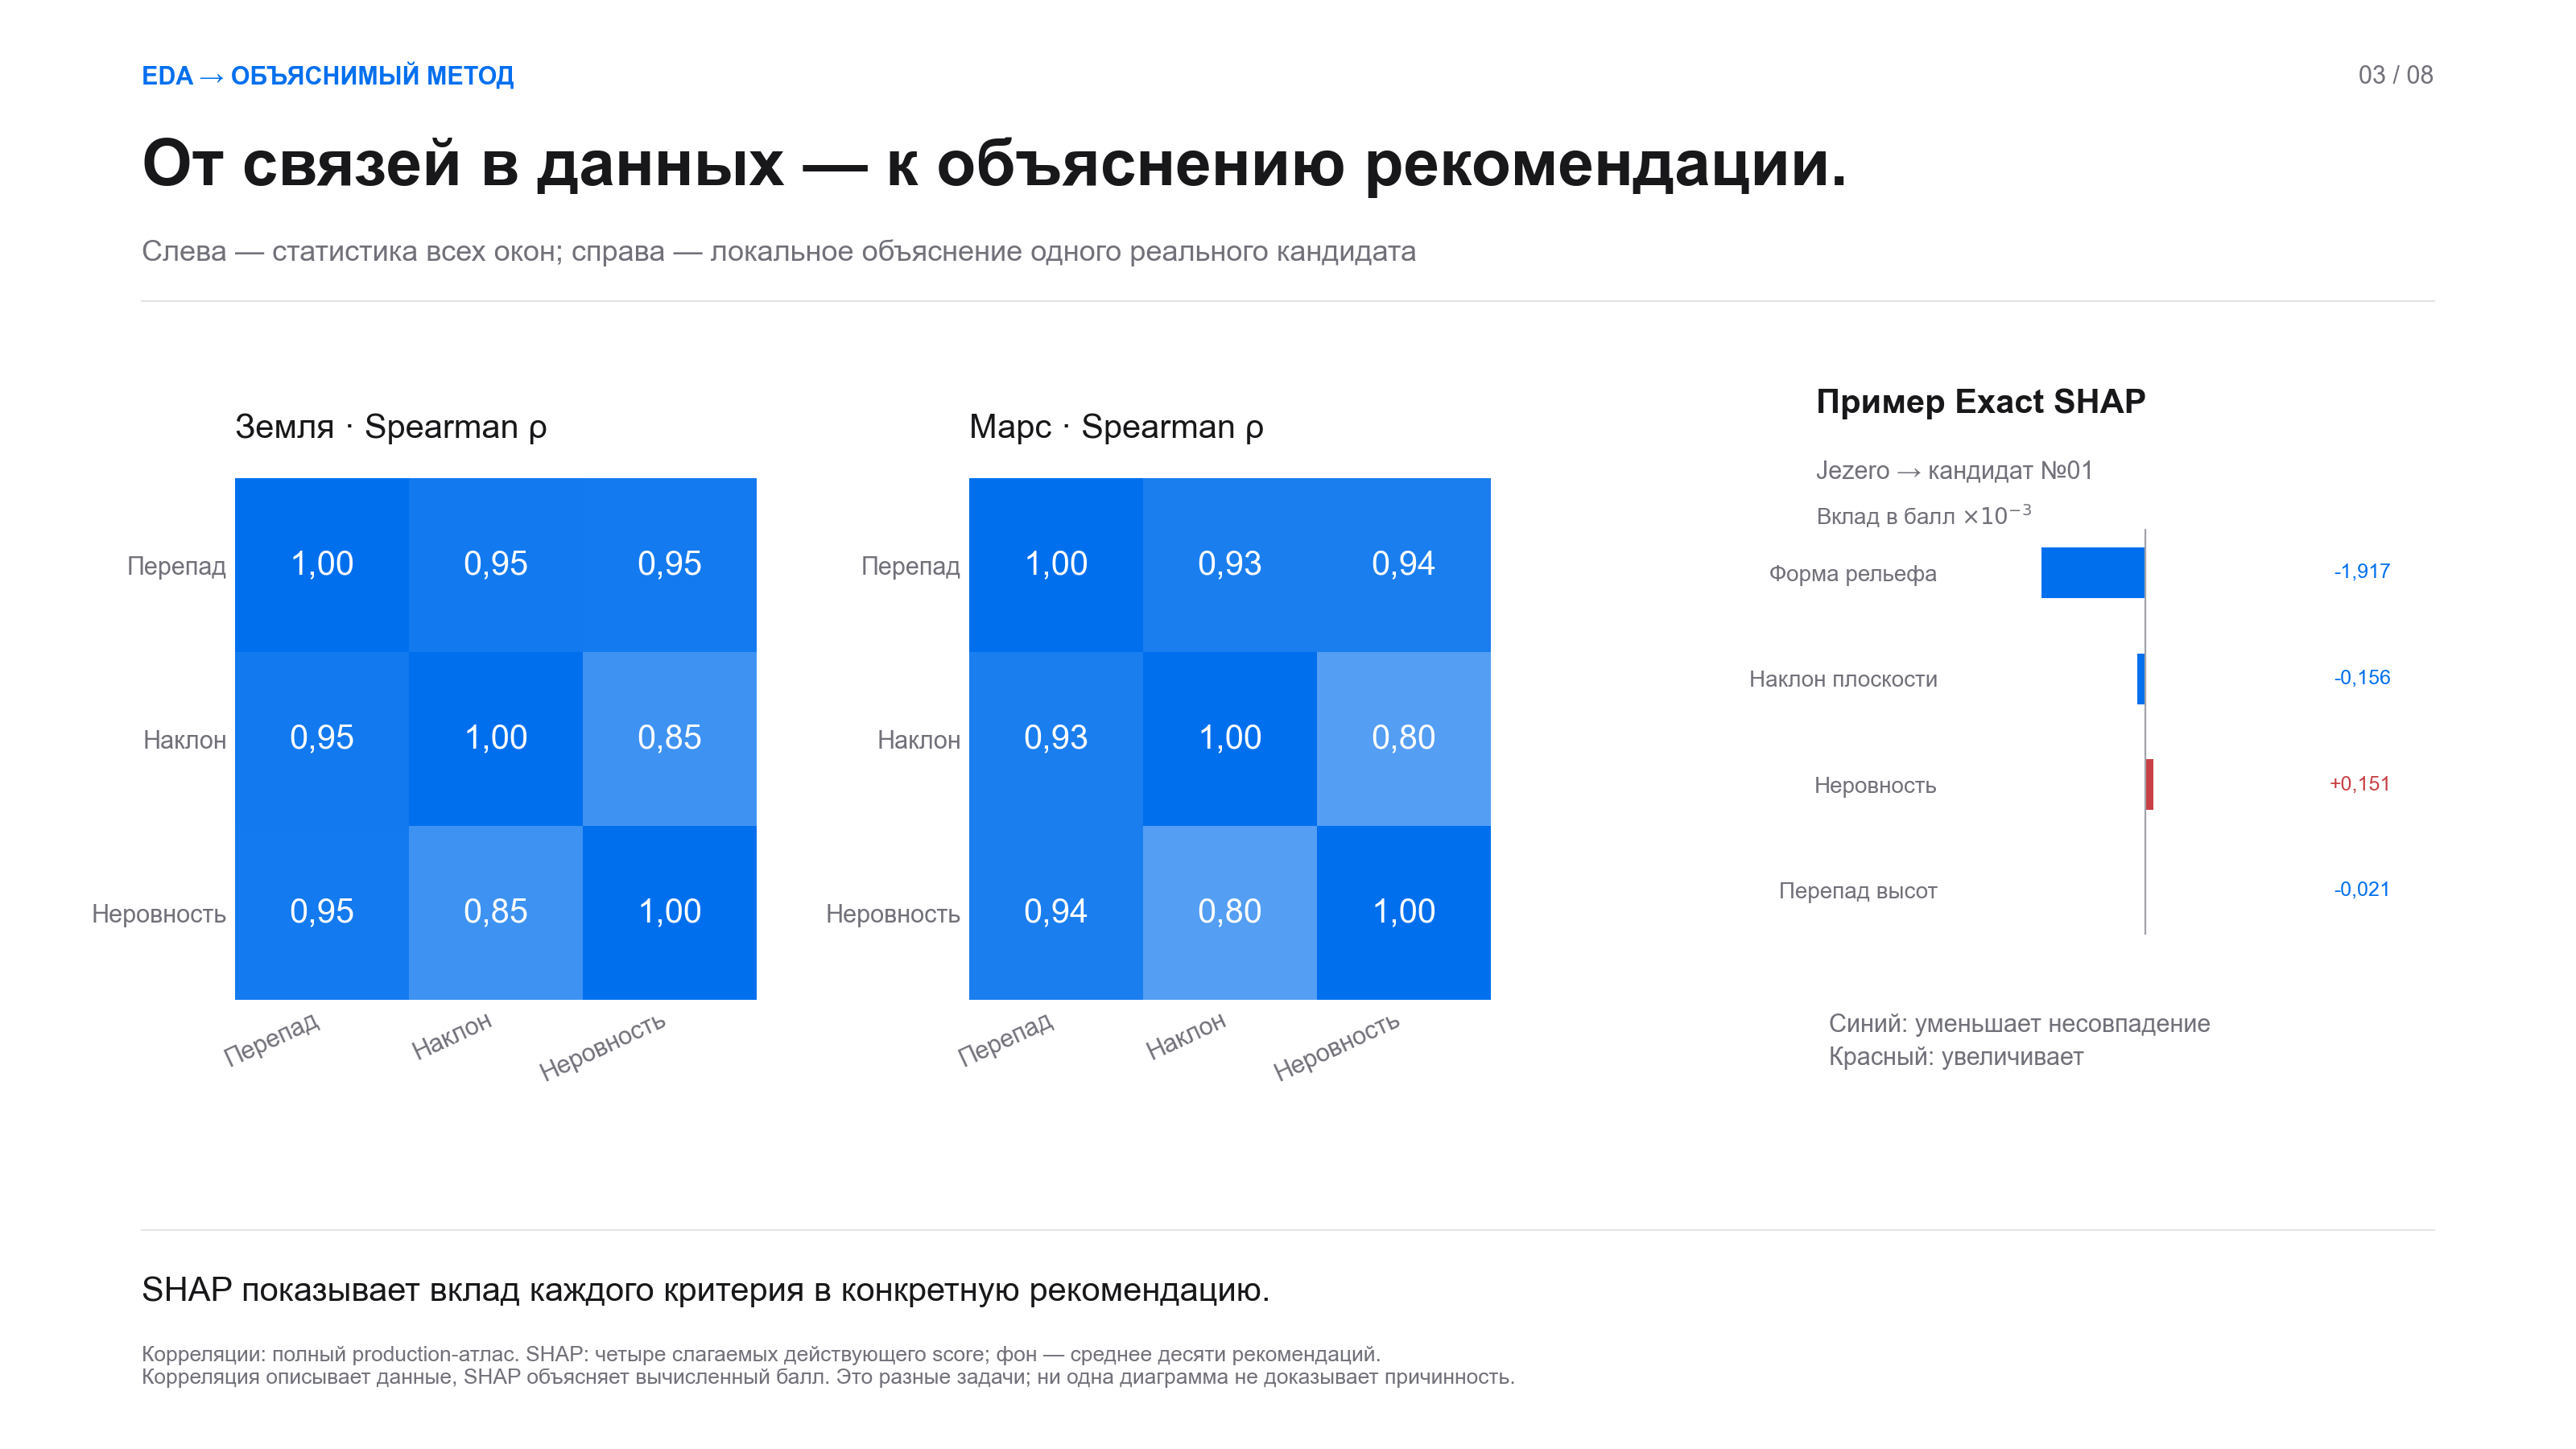 EDA → ОБЪЯСНИМЫЙ МЕТОД
03 / 08
От связей в данных — к объяснению рекомендации.
Слева — статистика всех окон; справа — локальное объяснение одного реального кандидата
Земля · Spearman ρ
Перепад 1,00 0,95 0,95
Наклон 0,95 1,00 0,85
Неровность 0,95 0,85 1,00
Перепад Наклон Неровность
Марс · Spearman ρ
Перепад 1,00 0,93 0,94
Наклон 0,93 1,00 0,80
Неровность 0,94 0,80 1,00
Перепад Наклон Неровность
Пример Exact SHAP
Jezero → кандидат №01
Вклад в балл ×10⁻³
Форма рельефа -1,917
Наклон плоскости -0,156
Неровность +0,151
Перепад высот -0,021
Синий: уменьшает несовпадение
Красный: увеличивает
SHAP показывает вклад каждого критерия в конкретную рекомендацию.
Корреляции: полный production-атлас. SHAP: четыре слагаемых действующего score; фон — среднее десяти рекомендаций.
Корреляция описывает данные, SHAP объясняет вычисленный балл. Это разные задачи; ни одна диаграмма не доказывает причинность.